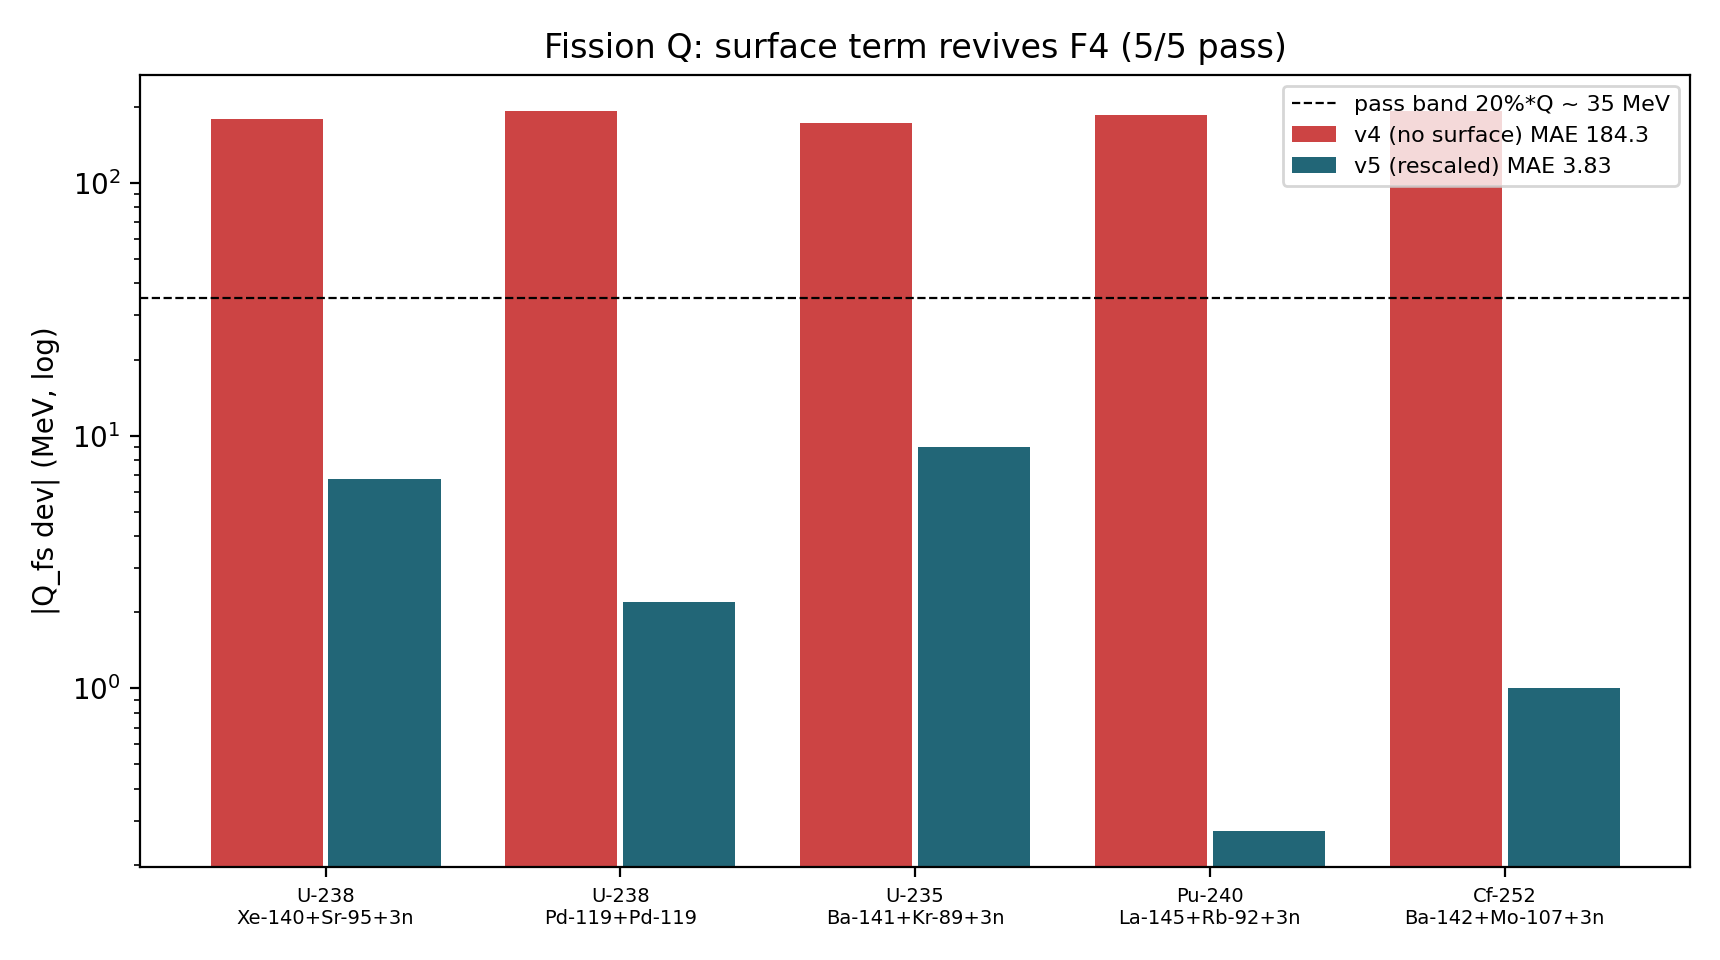 Fission Q: surface term revives F4 (5/5 pass)
pass band 20%*Q ~ 35 MeV
v4 (no surface) MAE 184.3
v5 (rescaled) MAE 3.83
|Q_fs dev| (MeV, log)
10²
10¹
10⁰
U-238
Xe-140+Sr-95+3n
U-238
Pd-119+Pd-119
U-235
Ba-141+Kr-89+3n
Pu-240
La-145+Rb-92+3n
Cf-252
Ba-142+Mo-107+3n